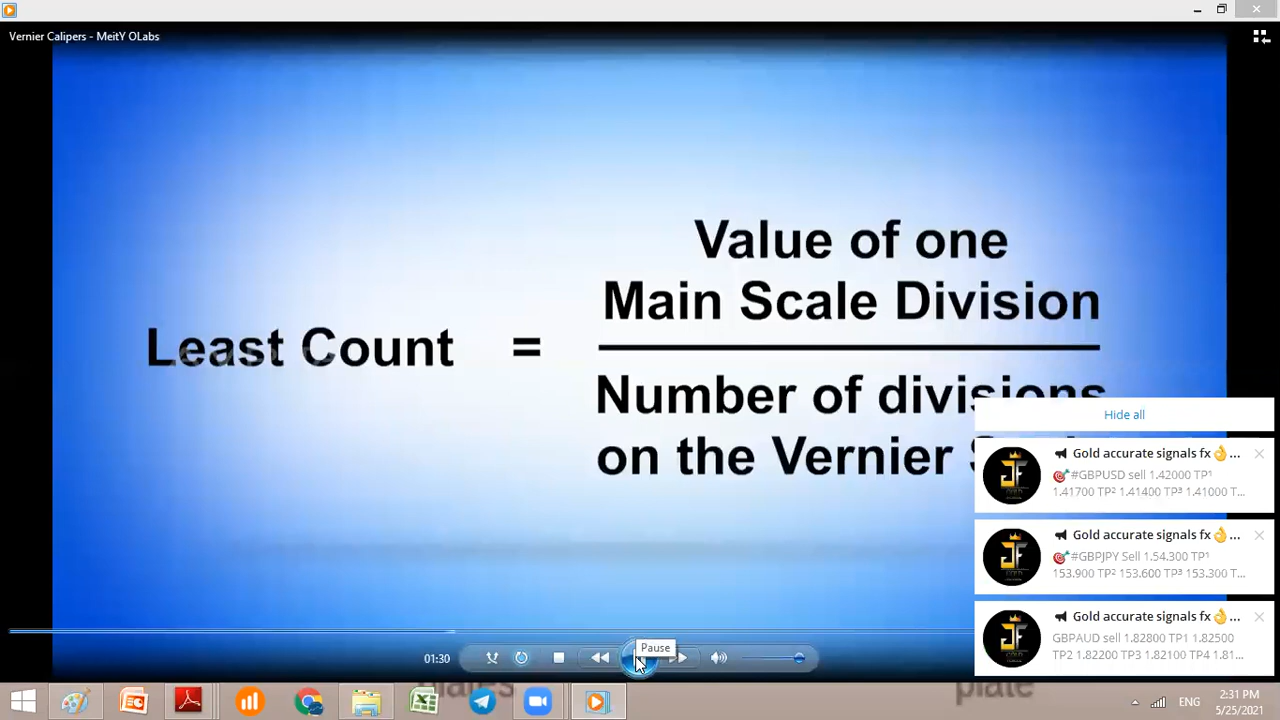 Vernier Calipers - MeitY OLabs
Value of one
Main Scale Division
Least Count =
Number of divisions
on the Vernier
Hide all
Gold accurate signals fx👌...
🎯#GBPUSD sell 1.42000 TP¹
1.41700 TP² 1.41400 TP³ 1.41000 T...
Gold accurate signals fx👌...
🎯#GBPJPY Sell 1.54.300 TP¹
153.900 TP² 153.600 TP³ 153.300 T...
Gold accurate signals fx👌...
GBPAUD sell 1.82800 TP1 1.82500
TP2 1.82200 TP3 1.82100 TP4 1.81...
01:30
Pause
plates
plate
ENG
2:31 PM
5/25/2021